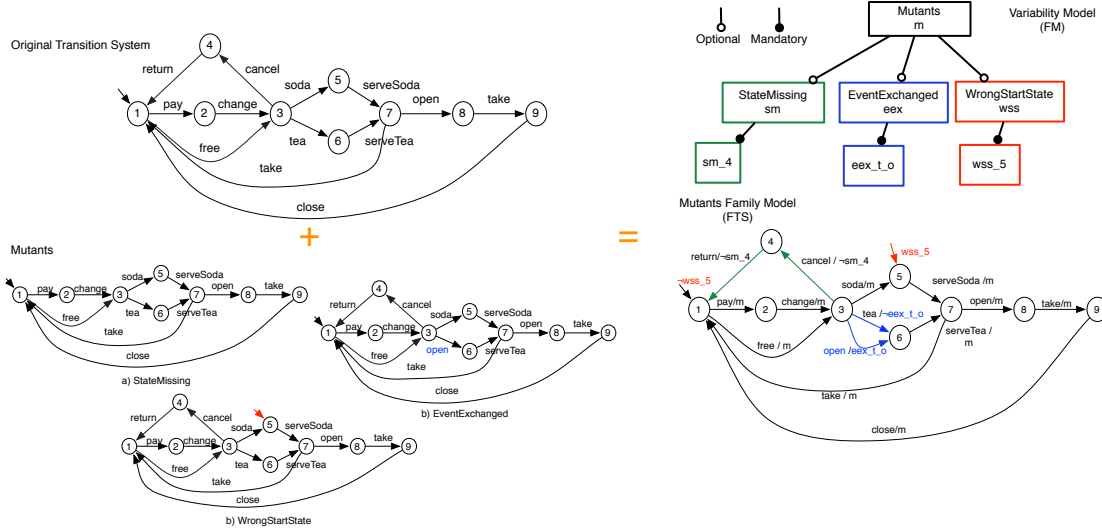 Original Transition System
4
return
cancel
soda
5
serveSoda
open
take
1
pay
2
change
3
7
8
9
free
tea
6
serveTea
take
close
+
=
Mutants
soda
5
serveSoda
open
take
1
pay
2
change
3
7
8
9
free
tea
6
serveTea
take
close
a) StateMissing
4
return
cancel
soda
5
serveSoda
open
take
1
pay
2
change
3
7
8
9
free
open
6
serveTea
take
close
b) EventExchanged
4
return
cancel
soda
5
serveSoda
open
take
1
pay
2
change
3
7
8
9
free
tea
6
serveTea
take
close
b) WrongStartState
Optional
Mandatory
Mutants
m
Variability Model
(FM)
StateMissing
sm
EventExchanged
eex
WrongStartState
wss
sm_4
eex_t_o
wss_5
Mutants Family Model
(FTS)
4
return/¬sm_4
cancel / ¬sm_4
wss_5
¬wss_5
5
soda/m
serveSoda /m
1
pay/m
2
change/m
3
tea /¬eex_t_o
7
open/m
8
take/m
9
free / m
open /eex_t_o
6
serveTea /
m
take / m
close/m